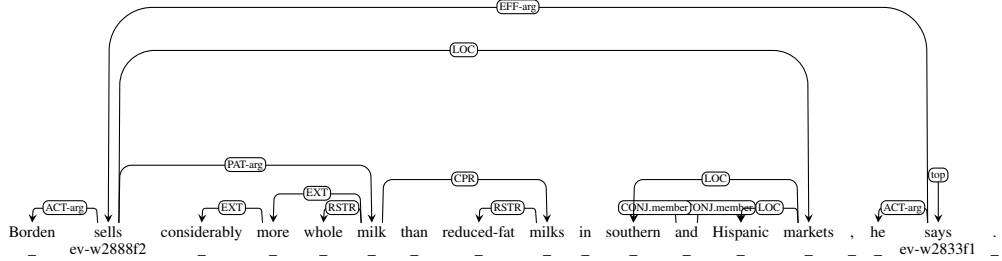 EFF-arg
LOC
PAT-arg
top
CPR
LOC
EXT
ACT-arg EXT RSTR RSTR CONJ.member ONJ.member LOC ACT-arg
Borden sells considerably more whole milk than reduced-fat milks in southern and Hispanic markets , he says .
_ ev-w2888f2 _ _ _ _ _ _ _ _ _ _ _ _ _ _ ev-w2833f1 _